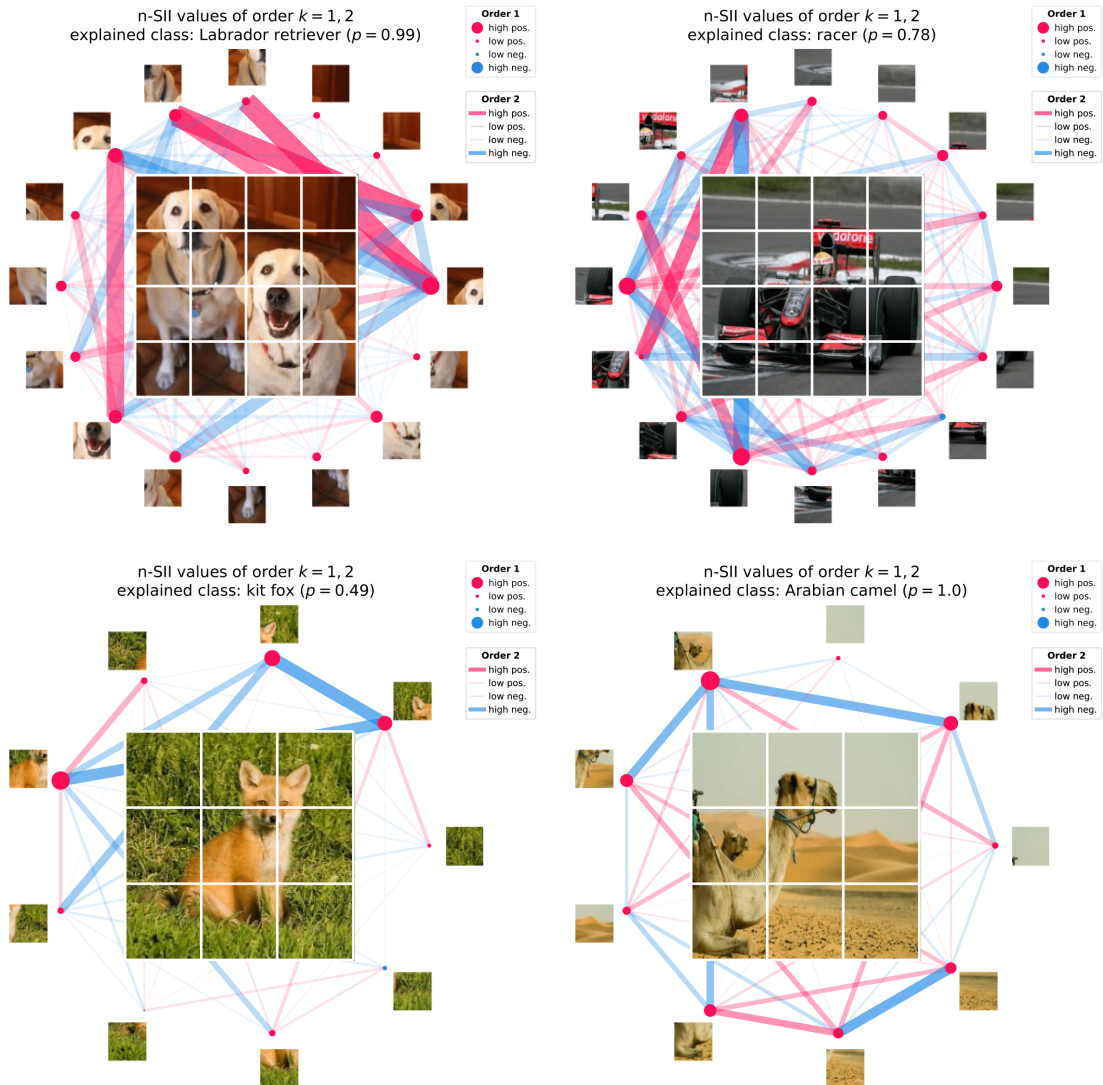 n-SII values of order k = 1, 2
explained class: Labrador retriever (p = 0.99)
Order 1
high pos.
low pos.
low neg.
high neg.
Order 2
high pos.
low pos.
low neg.
high neg.
n-SII values of order k = 1, 2
explained class: racer (p = 0.78)
Order 1
high pos.
low pos.
low neg.
high neg.
Order 2
high pos.
low pos.
low neg.
high neg.
vodafone
n-SII values of order k = 1, 2
explained class: kit fox (p = 0.49)
Order 1
high pos.
low pos.
low neg.
high neg.
Order 2
high pos.
low pos.
low neg.
high neg.
n-SII values of order k = 1, 2
explained class: Arabian camel (p = 1.0)
Order 1
high pos.
low pos.
low neg.
high neg.
Order 2
high pos.
low pos.
low neg.
high neg.